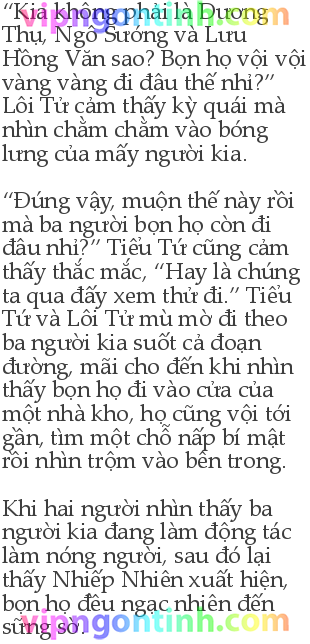 “Kia không phải là Dương
Thụ, Ngô Sướng và Lưu
Hồng Văn sao? Bọn họ vội vội
vàng vàng đi đâu thế nhỉ?”
Lôi Tử cảm thấy kỳ quái mà
nhìn chằm chằm vào bóng
lưng của mấy người kia.
“Đúng vậy, muộn thế này rồi
mà ba người bọn họ còn đi
đâu nhỉ?” Tiểu Tứ cũng cảm
thấy thắc mắc, “Hay là chúng
ta qua đấy xem thử đi.” Tiểu
Tứ và Lôi Tử mù mờ đi theo
ba người kia suốt cả đoạn
đường, mãi cho đến khi nhìn
thấy bọn họ đi vào cửa của
một nhà kho, họ cũng vội tới
gần, tìm một chỗ nấp bí mật
rồi nhìn trộm vào bên trong.
Khi hai người nhìn thấy ba
người kia đang làm động tác
làm nóng người, sau đó lại
thấy Nhiếp Nhiên xuất hiện,
bọn họ đều ngạc nhiên đến
sững sờ.
vipngontinh.com
vipngontinh.com